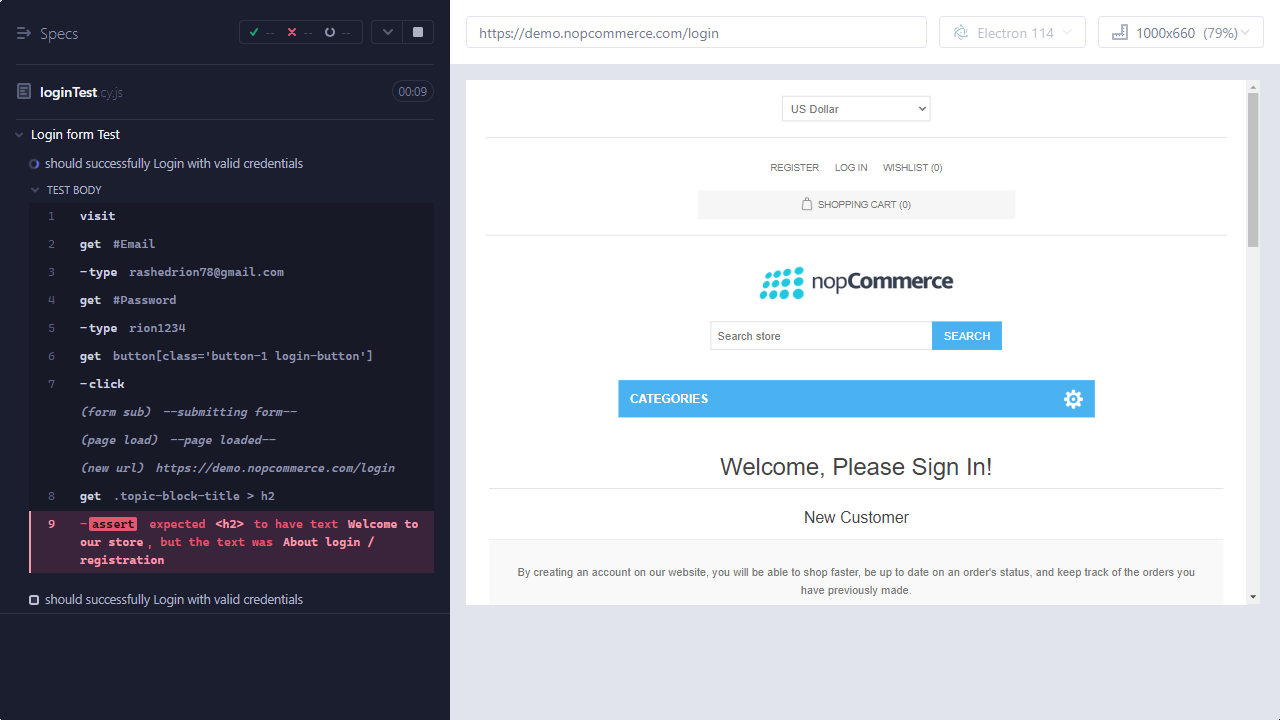 Specs
-- -- --
loginTest.cy.js
00:09
Login form Test
should successfully Login with valid credentials
TEST BODY
1 visit
2 get #Email
3 -type rashedrion78@gmail.com
4 get #Password
5 -type rion1234
6 get button[class='button-1 login-button']
7 -click
(form sub) --submitting form--
(page load) --page loaded--
(new url) https://demo.nopcommerce.com/login
8 get .topic-block-title > h2
9 -assert expected <h2> to have text Welcome to
our store, but the text was About login /
registration
should successfully Login with valid credentials
https://demo.nopcommerce.com/login
Electron 114
1000x660 (79%)
US Dollar
REGISTER LOG IN WISHLIST (0)
SHOPPING CART (0)
nopCommerce
Search store
SEARCH
CATEGORIES
Welcome, Please Sign In!
New Customer
By creating an account on our website, you will be able to shop faster, be up to date on an order's status, and keep track of the orders you
have previously made.